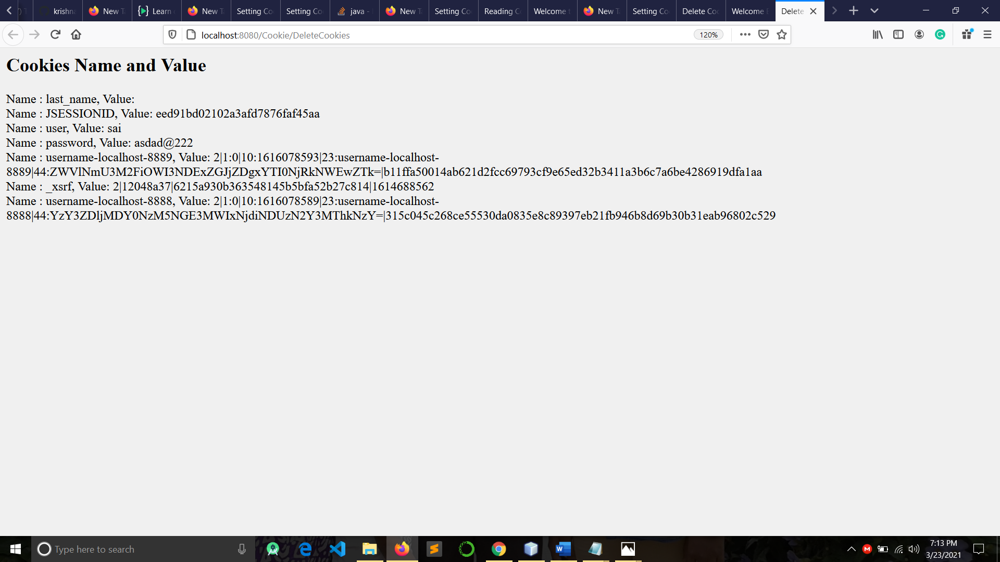 krishna
New Ta
Learn
New Ta
Setting Co
Setting Co
java -
New Ta
Setting Co
Reading Co
Welcome t
New Ta
Setting Co
Delete Coo
Welcome
Delete
localhost:8080/Cookie/DeleteCookies
120%
Cookies Name and Value
Name : last_name, Value:
Name : JSESSIONID, Value: eed91bd02102a3afd7876faf45aa
Name : user, Value: sai
Name : password, Value: asdad@222
Name : username-localhost-8889, Value: 2|1:0|10:1616078593|23:username-localhost-
8889|44:ZWVlNmU3M2FiOWI3NDExZGJjZDgxYTI0NjRkNWEwZTk=|b11ffa50014ab621d2fcc69793cf9e65ed32b3411a3b6c7a6be4286919dfa1aa
Name : _xsrf, Value: 2|12048a37|6215a930b363548145b5bfa52b27c814|1614688562
Name : username-localhost-8888, Value: 2|1:0|10:1616078589|23:username-localhost-
8888|44:YzY3ZDljMDY0NzM5NGE3MWIxNjdiNDUzN2Y3MThkNzY=|315c045c268ce55530da0835e8c89397eb21fb946b8d69b30b31eab96802c529
Type here to search
7:13 PM
3/23/2021